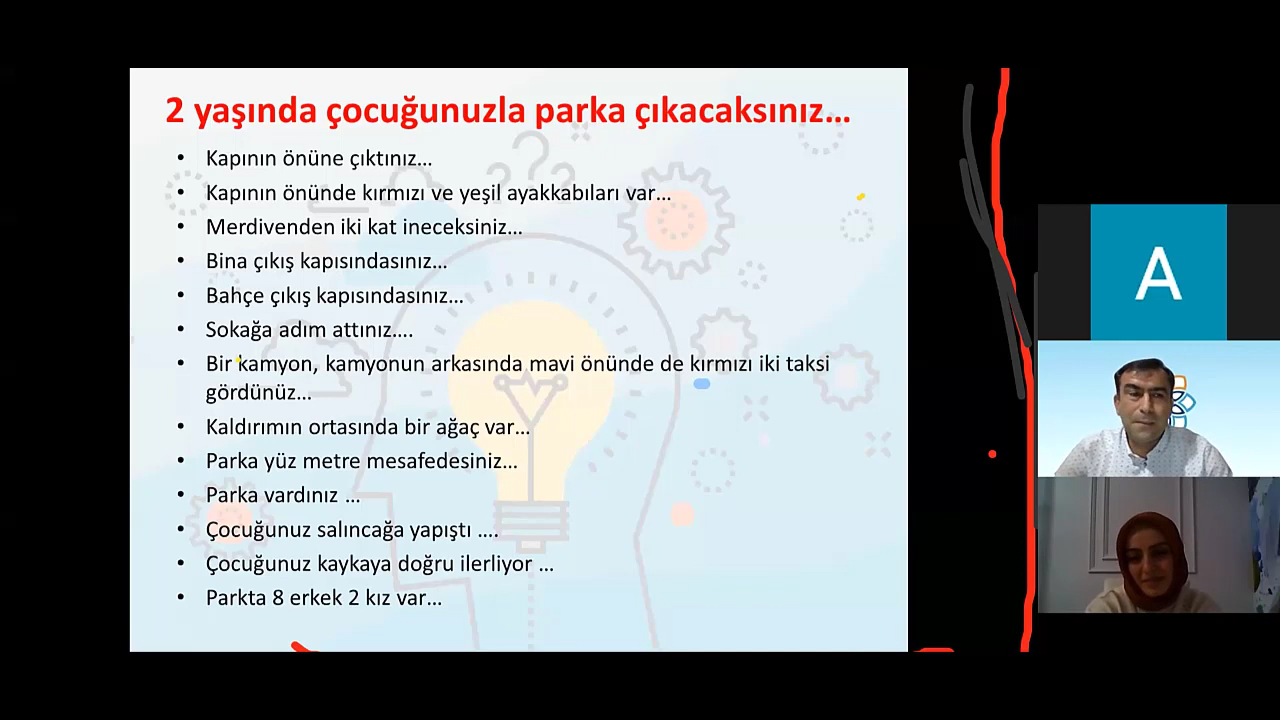 2 yaşında çocuğunuzla parka çıkacaksınız...
• Kapının önüne çıktınız...
• Kapının önünde kırmızı ve yeşil ayakkabıları var...
• Merdivenden iki kat ineceksiniz...
• Bina çıkış kapısındasınız...
• Bahçe çıkış kapısındasınız...
• Sokağa adım attınız....
• Bir kamyon, kamyonun arkasında mavi önünde de kırmızı iki taksi
gördünüz...
• Kaldırımın ortasında bir ağaç var...
• Parka yüz metre mesafedesiniz...
• Parka vardınız ...
• Çocuğunuz salıncağa yapıştı ....
• Çocuğunuz kaykaya doğru ilerliyor ...
• Parkta 8 erkek 2 kız var...
A